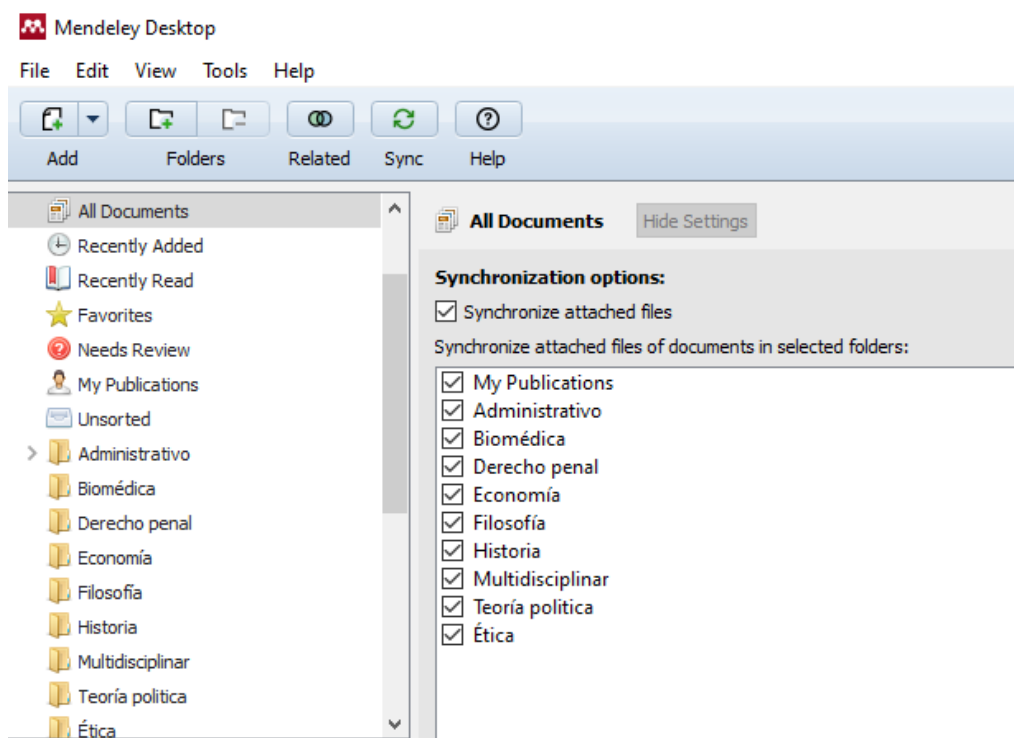 Mendeley Desktop
File Edit View Tools Help
Add Folders Related Sync Help
All Documents
Recently Added
Recently Read
Favorites
Needs Review
My Publications
Unsorted
Administrativo
Biomédica
Derecho penal
Economía
Filosofía
Historia
Multidisciplinar
Teoría politica
Ética
All Documents Hide Settings
Synchronization options:
Synchronize attached files
Synchronize attached files of documents in selected folders:
My Publications
Administrativo
Biomédica
Derecho penal
Economía
Filosofía
Historia
Multidisciplinar
Teoría politica
Ética